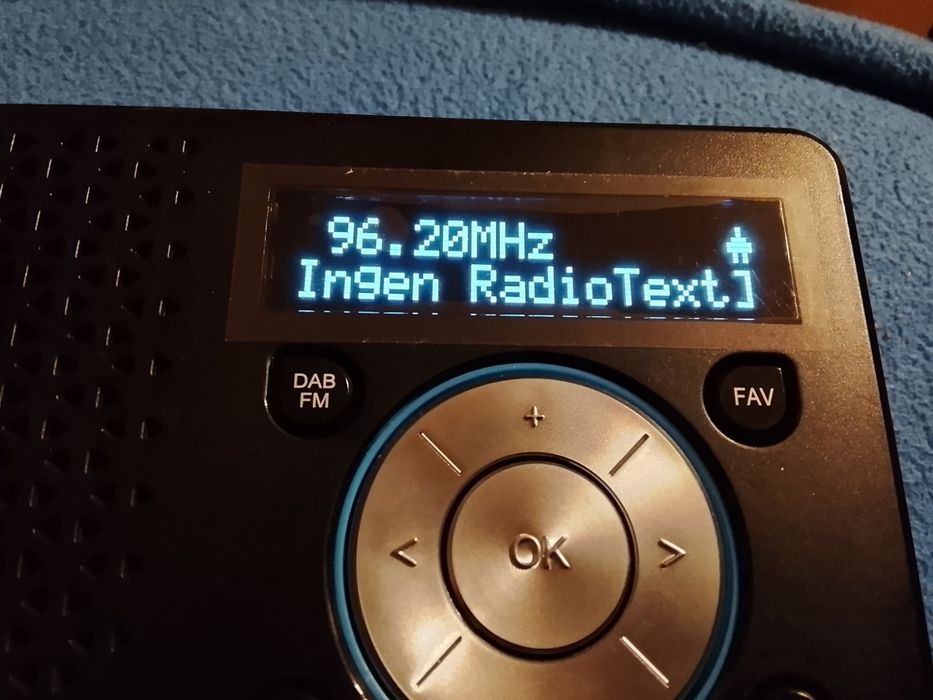 96.20MHz
Ingen RadioText]
DAB
FM
FAV
+
< OK >